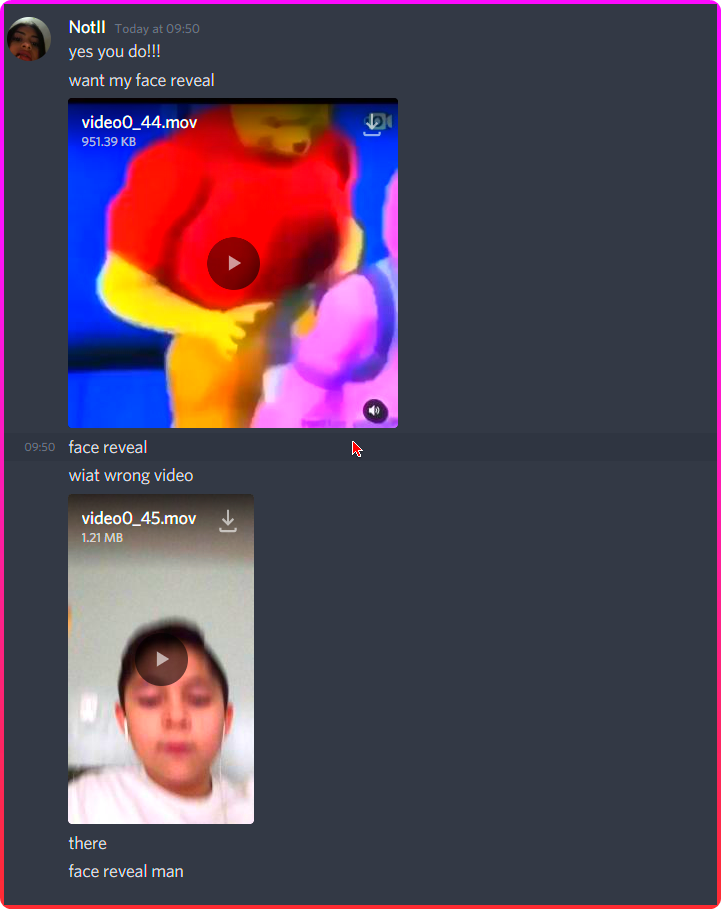 NotII Today at 09:50
yes you do!!!
want my face reveal
video0_44.mov
951.39 KB
09:50 face reveal
wiat wrong video
video0_45.mov
1.21 MB
there
face reveal man